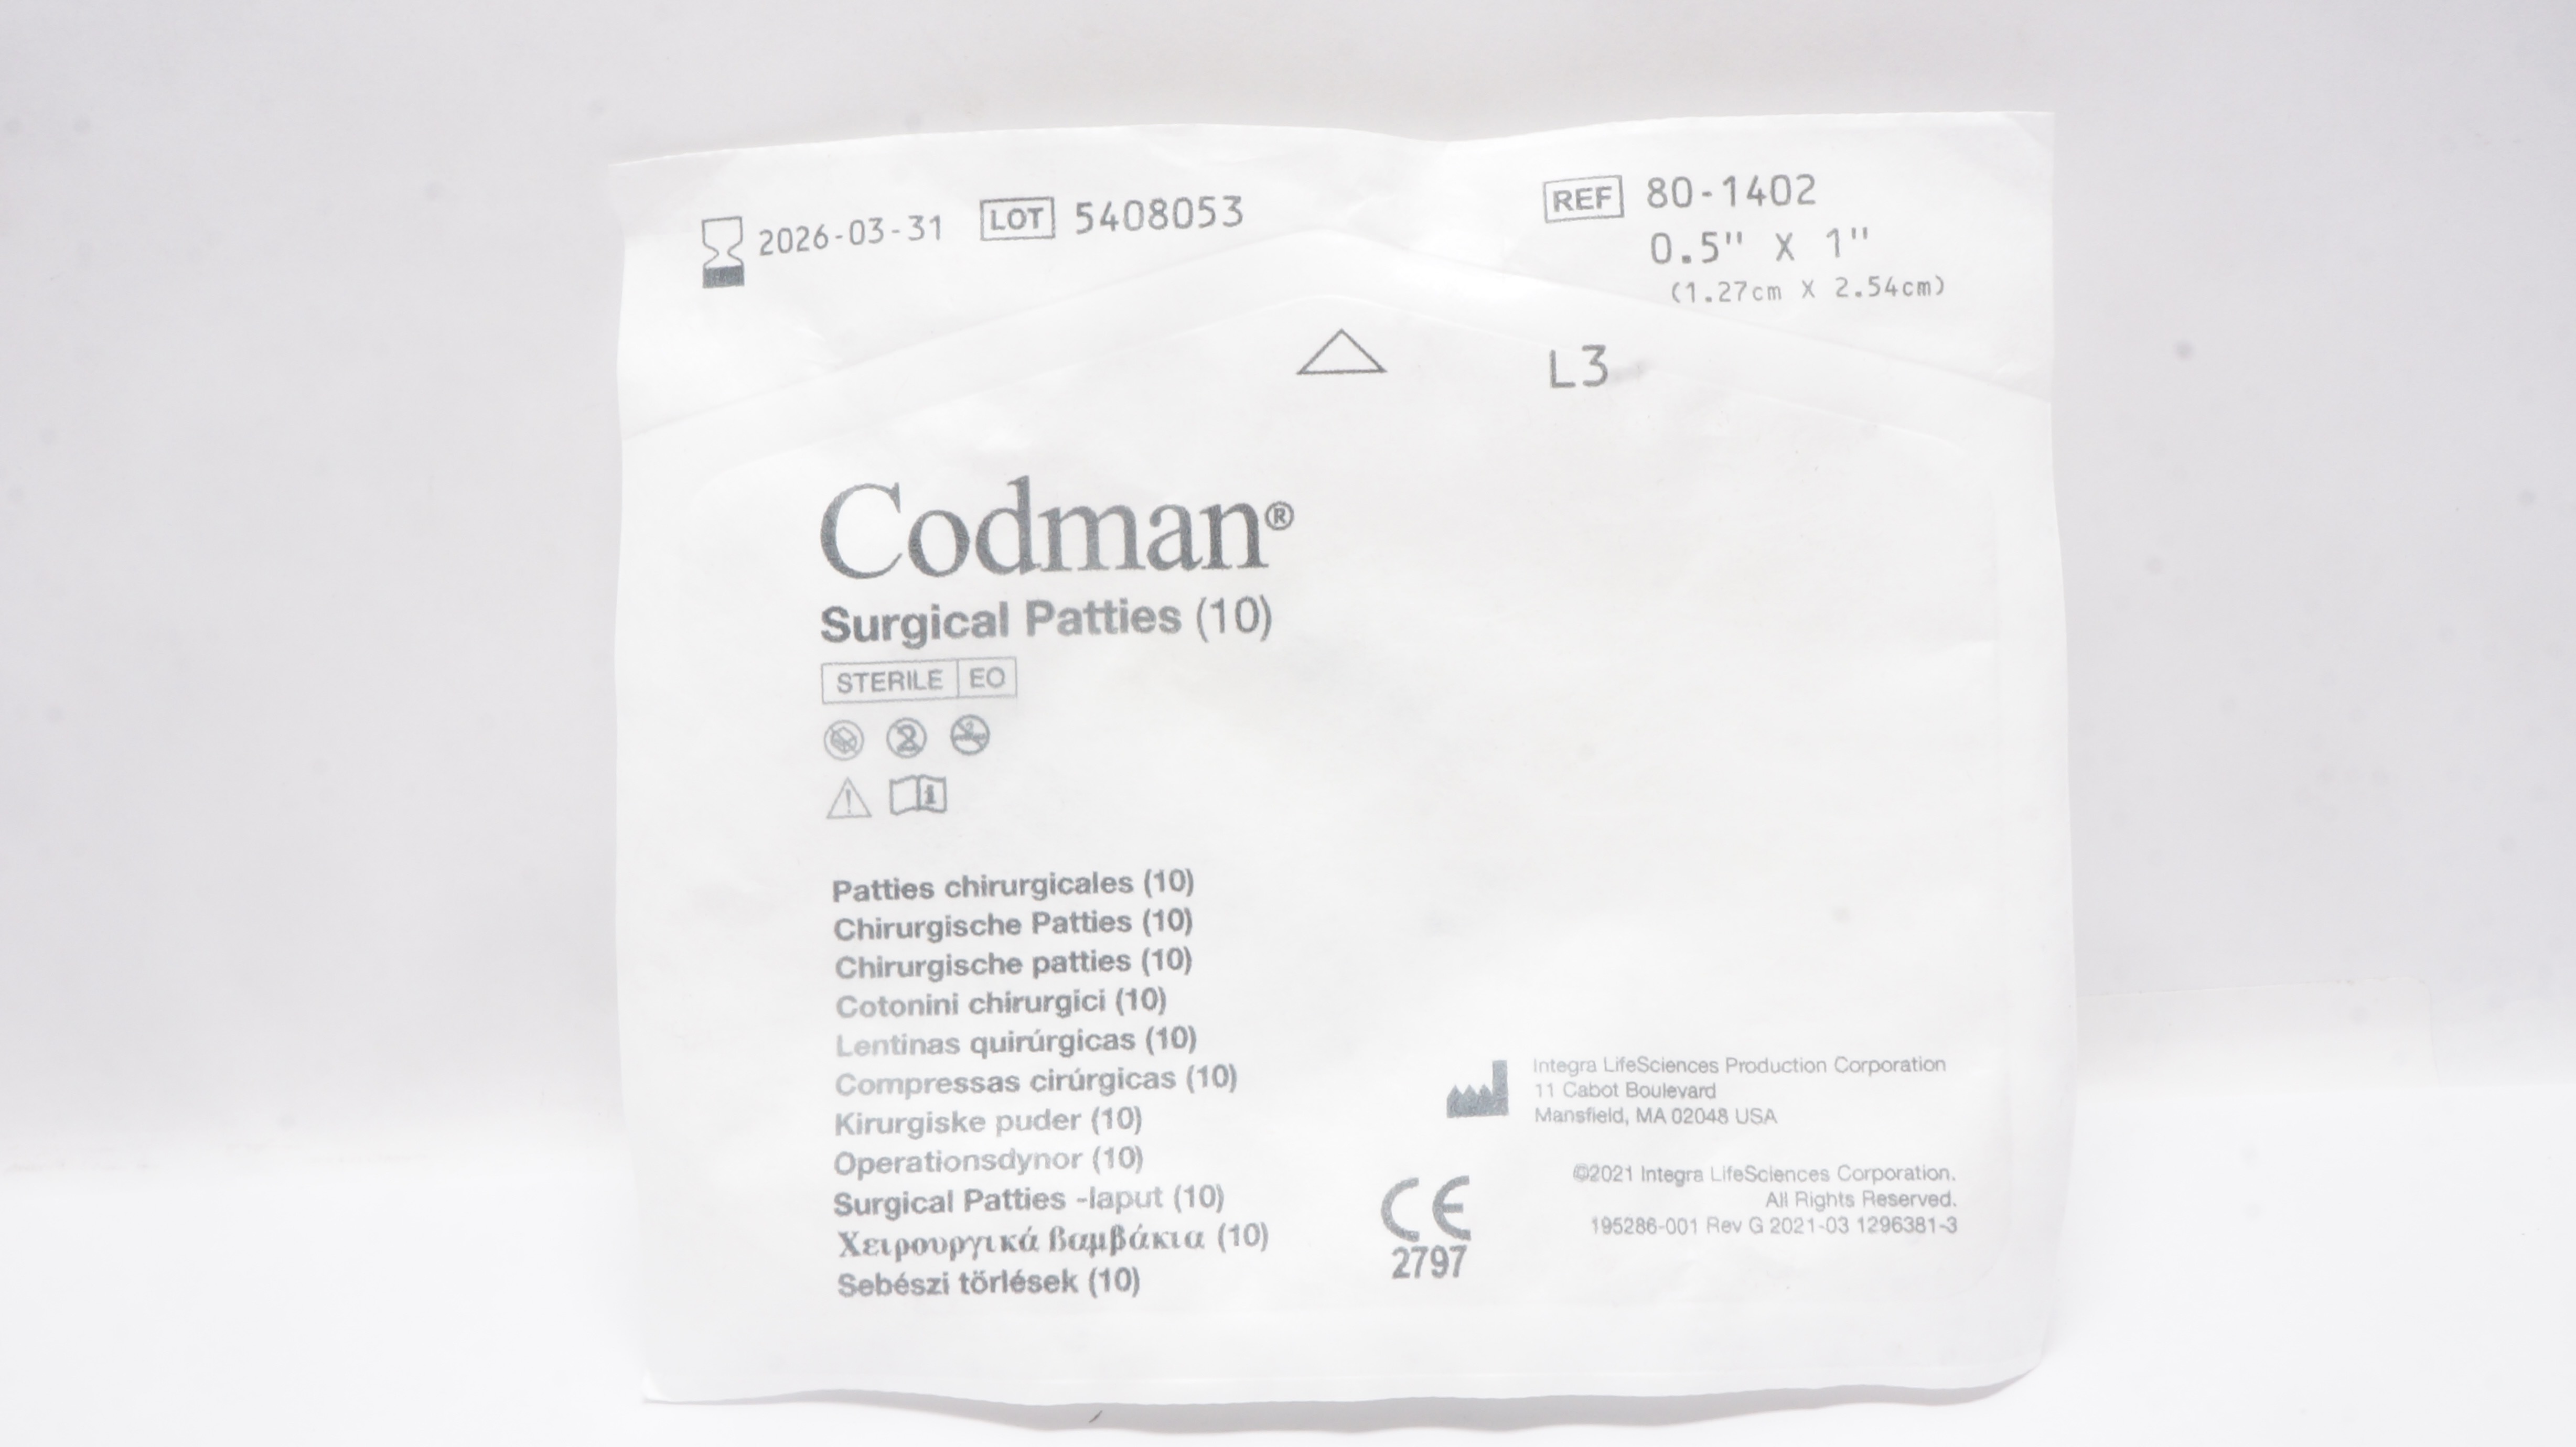 2026-03-31 LOT 5408053
REF 80-1402
0.5" X 1"
(1.27cm X 2.54cm)
L3
Codman®
Surgical Patties (10)
STERILE EO
2
Patties chirurgicales (10)
Chirurgische Patties (10)
Chirurgische patties (10)
Cotonini chirurgici (10)
Lentinas quirúrgicas (10)
Compressas cirúrgicas (10)
Kirurgiske puder (10)
Operationsdynor (10)
Surgical Patties -laput (10)
Χειρουργικά βαμβάκια (10)
Sebészi törlések (10)
Integra LifeSciences Production Corporation
11 Cabot Boulevard
Mansfield, MA 02048 USA
©2021 Integra LifeSciences Corporation.
All Rights Reserved.
195286-001 Rev G 2021-03 1296381-3
CE
2797